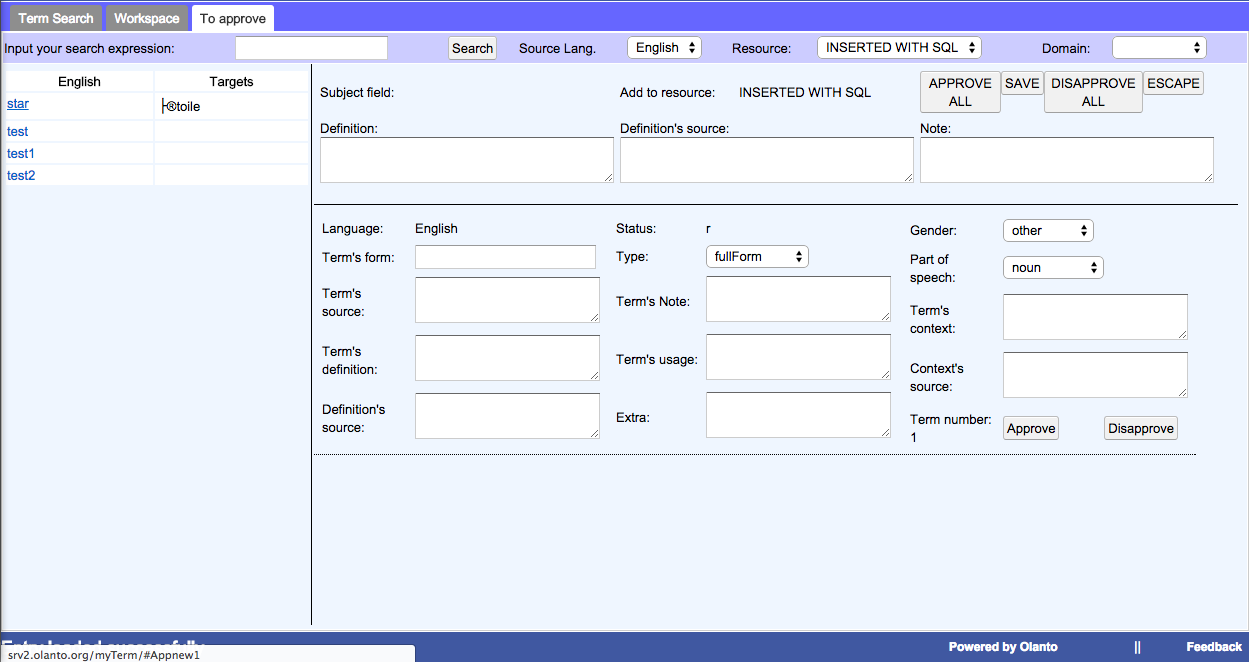 Term Search Workspace To approve
Input your search expression: Search Source Lang. English Resource: INSERTED WITH SQL Domain:
English Targets
star ├®toile
test
test1
test2
Subject field: Add to resource: INSERTED WITH SQL APPROVE ALL SAVE DISAPPROVE ALL ESCAPE
Definition: Definition's source: Note:
Language: English Status: r Gender: other
Term's form: Type: fullForm Part of speech: noun
Term's source: Term's Note: Term's context:
Term's definition: Term's usage: Context's source:
Definition's source: Extra: Term number: 1 Approve Disapprove
Entry loaded successfully
Powered by Olanto || Feedback
srv2.olanto.org/myTerm/#Appnew1